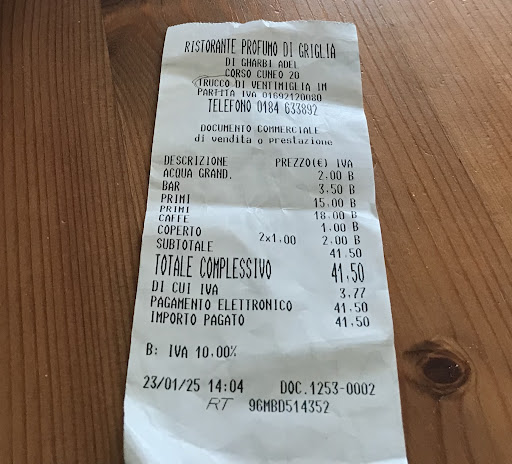 RISTORANTE PROFUMO DI GRIGLIA
DI GHARBI ADEL
CORSO CUNEO 20
TRUCCO DI VENTIMIGLIA IM
PARTITA IVA 01692120080
TELEFONO 0184 633892
DOCUMENTO COMMERCIALE
di vendita o prestazione
DESCRIZIONE PREZZO(€) IVA
ACQUA GRAND. 2,00 B
BAR 3,50 B
PRIMI 15,00 B
PRIMI 18,00 B
CAFFE 1,00 B
COPERTO 2x1,00 2,00 B
SUBTOTALE 41,50
TOTALE COMPLESSIVO 41,50
DI CUI IVA 3,77
PAGAMENTO ELETTRONICO 41,50
IMPORTO PAGATO 41,50
B: IVA 10,00%
23/01/25 14:04 DOC.1253-0002
RT 96MBD514352